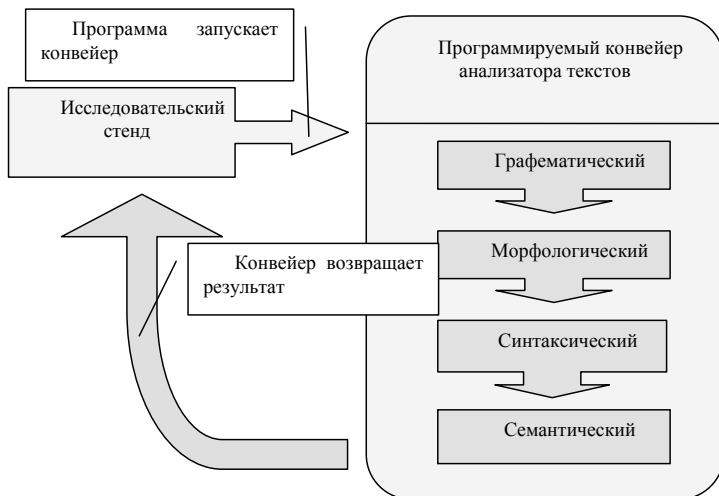 Программа запускает
конвейер
Исследовательский
стенд
Программируемый конвейер
анализатора текстов
Графематический
Морфологический
Конвейер возвращает
результат
Синтаксический
Семантический